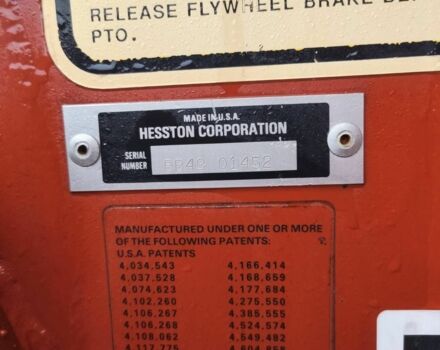 RELEASE FLYWHEEL BRAKE
PTO.
MADE IN U.S.A.
HESSTON CORPORATION
SERIAL
NUMBER
01452
MANUFACTURED UNDER ONE OR MORE
OF THE FOLLOWING PATENTS:
U.S.A. PATENTS
4,034,543 4,166,414
4,037,528 4,168,659
4,074,623 4,177,684
4,102,260 4,275,550
4,106,267 4,385,555
4,106,268 4,524,574
4,108,062 4,549,482
4,117,775